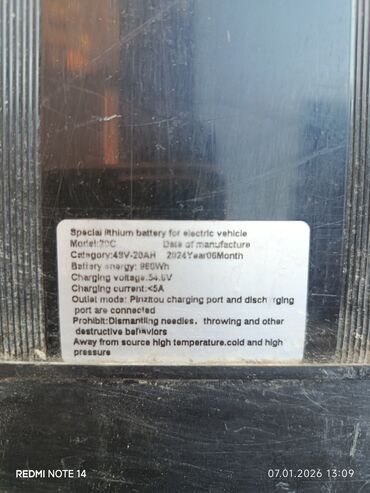 Special lithium battery for electric vehicle
Model:70C Date of manufacture
Category:48V-20AH 2024Year06Month
Battery energy: 960Wh
Charging voltage:54.6V
Charging current:<5A
Outlet mode: Pinzhou charging port and discharging
port are connected
Prohibit:Dismantling needles, throwing and other
destructive behaviors
Away from source high temperature.cold and high
pressure
REDMI NOTE 14 07.01.2026 13:09